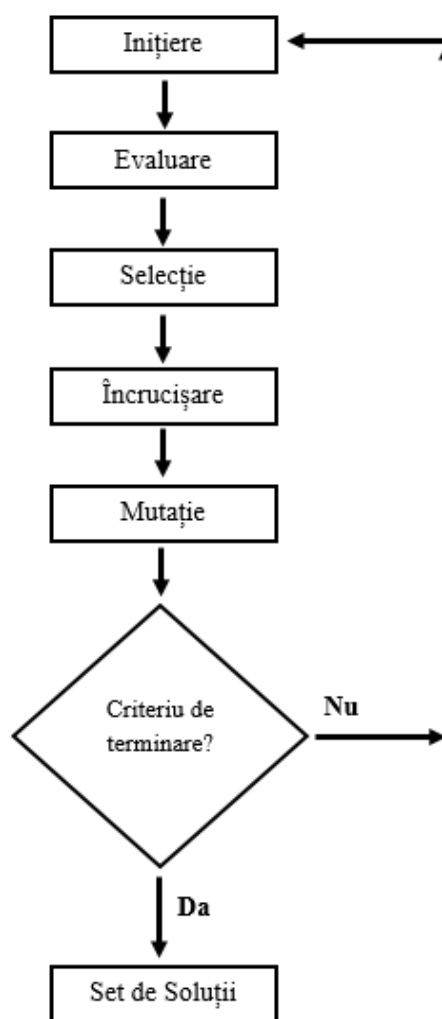 Inițiere
Evaluare
Selecție
Încrucișare
Mutație
Criteriu de
terminare?
Nu
Da
Set de Soluții